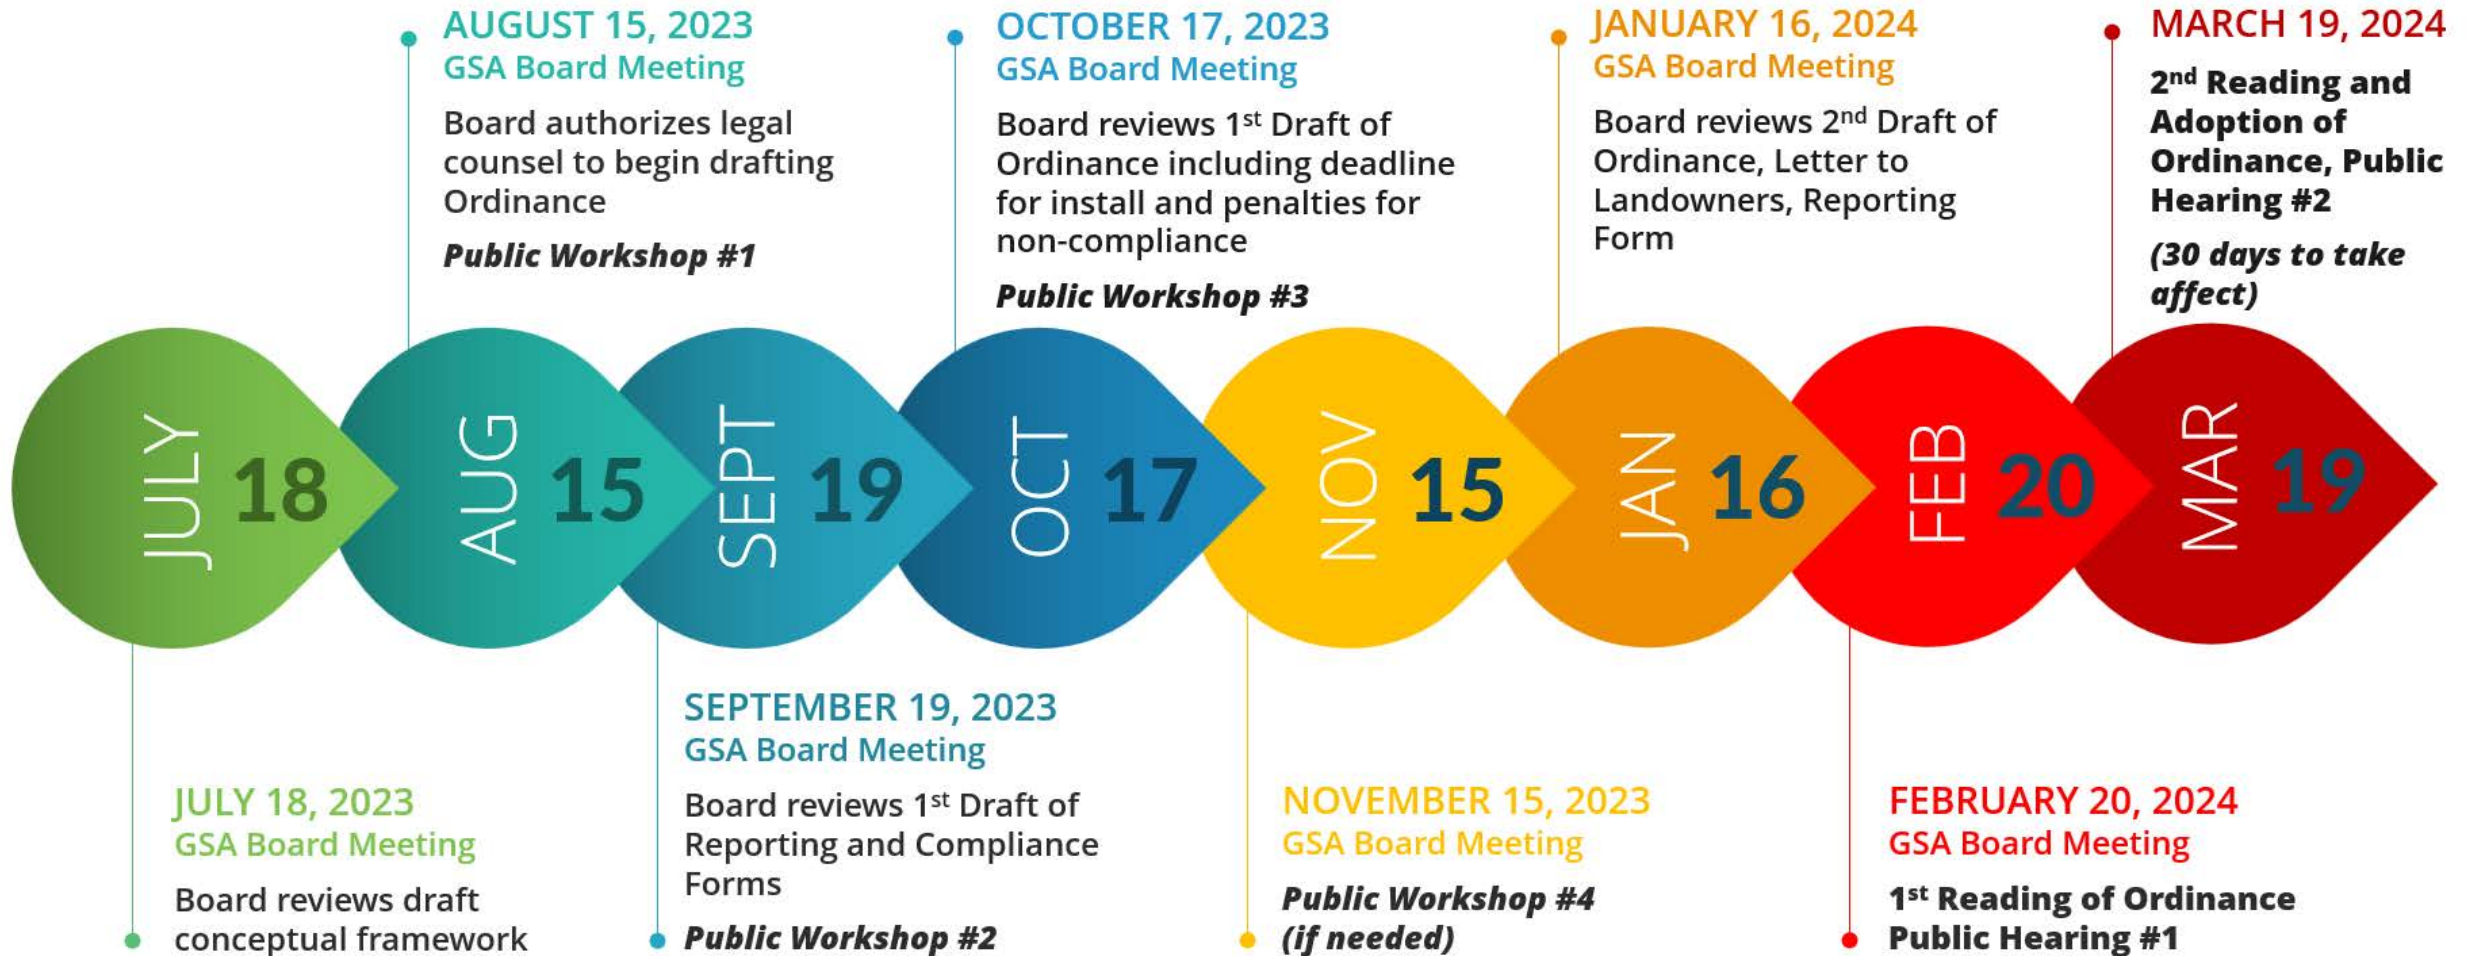 AUGUST 15, 2023
GSA Board Meeting
Board authorizes legal
counsel to begin drafting
Ordinance
Public Workshop #1
OCTOBER 17, 2023
GSA Board Meeting
Board reviews 1st Draft of
Ordinance including deadline
for install and penalties for
non-compliance
Public Workshop #3
JANUARY 16, 2024
GSA Board Meeting
Board reviews 2nd Draft of
Ordinance, Letter to
Landowners, Reporting
Form
MARCH 19, 2024
2nd Reading and
Adoption of
Ordinance, Public
Hearing #2
(30 days to take
affect)
JULY 18
AUG 15
SEPT 19
OCT 17
NOV 15
JAN 16
FEB 20
MAR 19
JULY 18, 2023
GSA Board Meeting
Board reviews draft
conceptual framework
SEPTEMBER 19, 2023
GSA Board Meeting
Board reviews 1st Draft of
Reporting and Compliance
Forms
Public Workshop #2
NOVEMBER 15, 2023
GSA Board Meeting
Public Workshop #4
(if needed)
FEBRUARY 20, 2024
GSA Board Meeting
1st Reading of Ordinance
Public Hearing #1